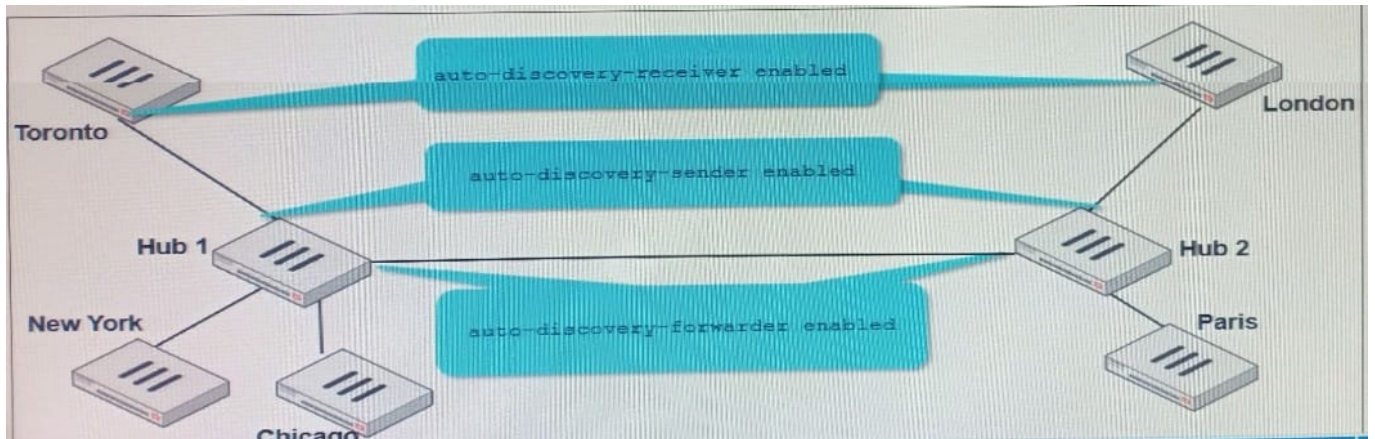 auto-discovery-receiver enabled
Toronto
London
auto-discovery-sender enabled
Hub 1
Hub 2
New York
auto-discovery-forwarder enabled
Paris
Chicago